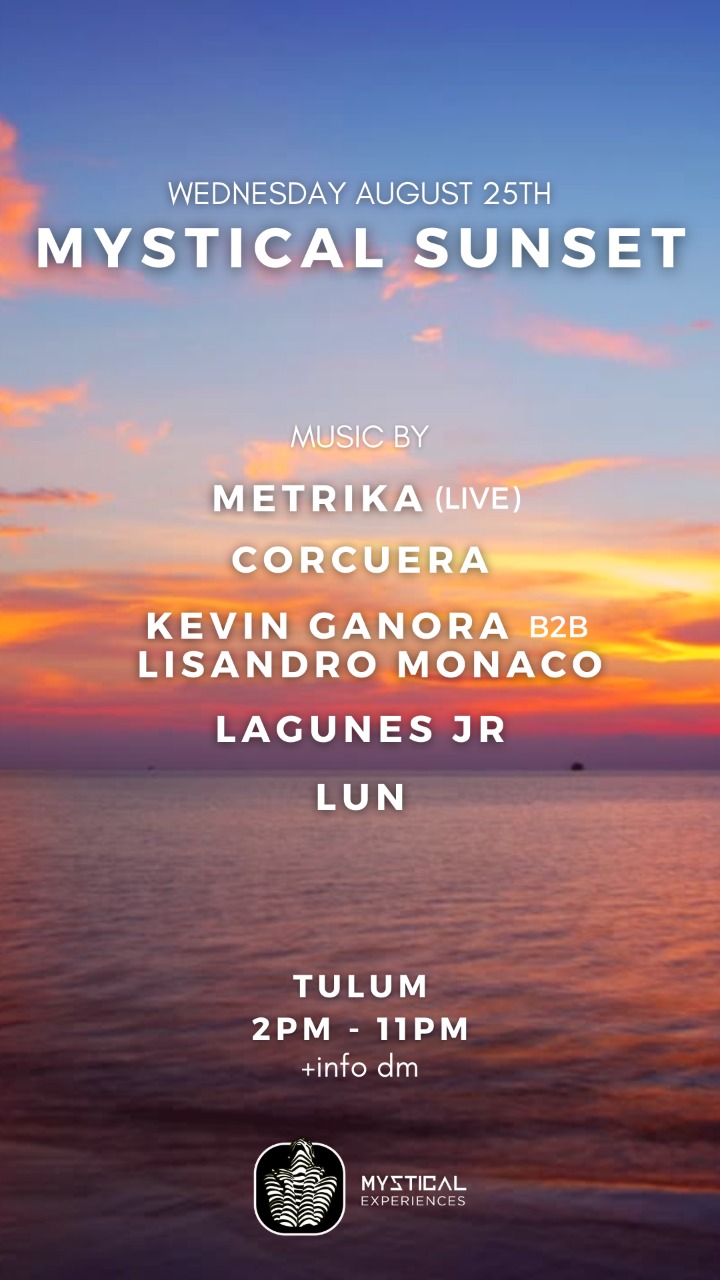 WEDNESDAY AUGUST 25TH
MYSTICAL SUNSET
MUSIC BY
METRIKA (LIVE)
CORCUERA
KEVIN GANORA B2B
LISANDRO MONACO
LAGUNES JR
LUN
TULUM
2PM - 11PM
+info dm
MYSTICAL
EXPERIENCES